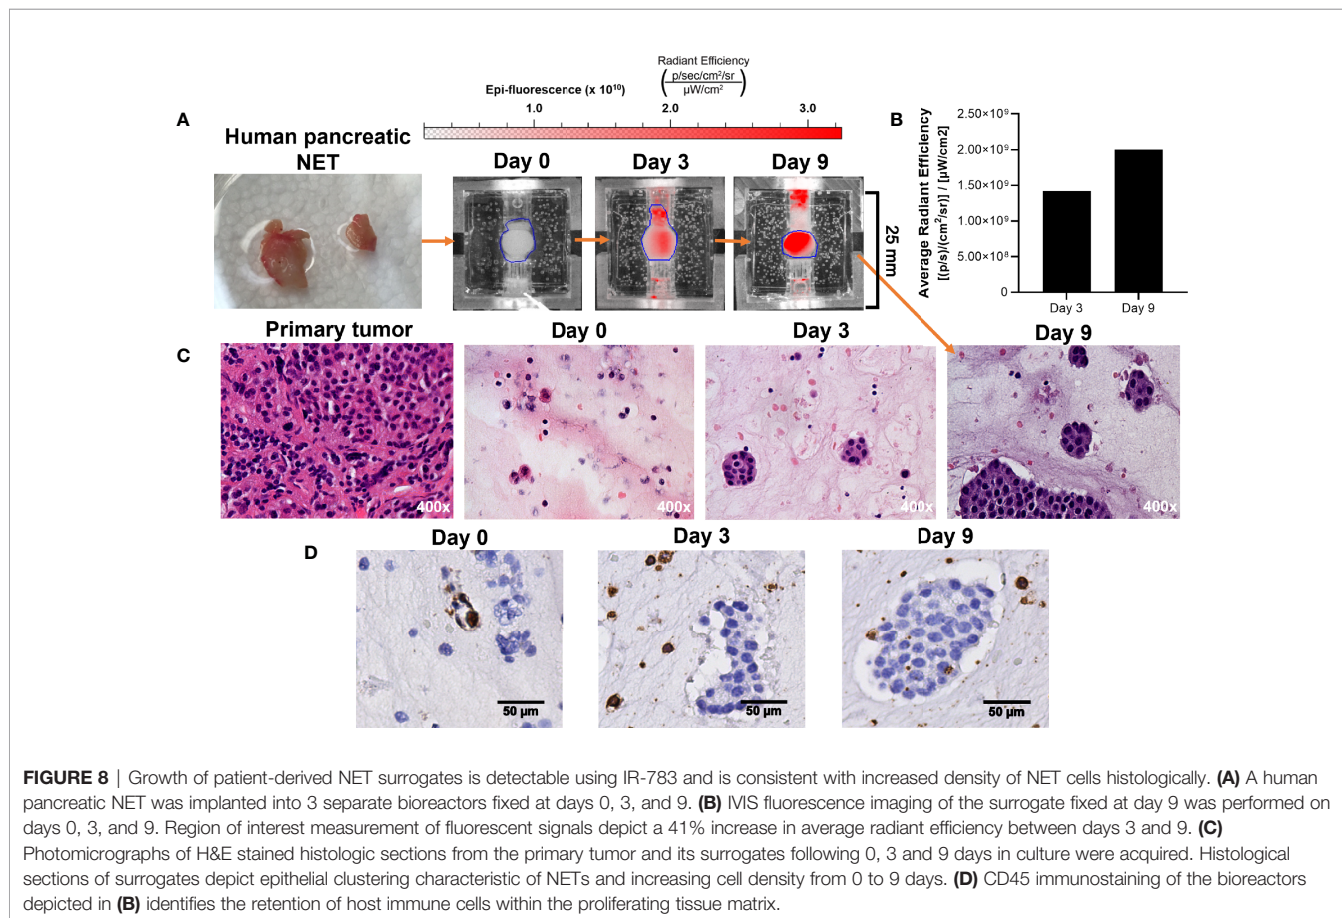 Radiant Efficiency
Epi-fluorescence (x 10¹⁰) (p/sec/cm²/sr / µW/cm²)
1.0 2.0 3.0
A
Human pancreatic
NET
Day 0 Day 3 Day 9
25 mm
B
Average Radiant Efficiency
[(p/s)/(cm²/sr)] / [µW/cm2]
2.50×10⁹
2.00×10⁹
1.50×10⁹
1.00×10⁹
5.00×10⁸
0
Day 3 Day 9
C
Primary tumor Day 0 Day 3 Day 9
400x 400x 400x 400x
D
Day 0 Day 3 Day 9
50 µm 50 µm 50 µm
FIGURE 8 | Growth of patient-derived NET surrogates is detectable using IR-783 and is consistent with increased density of NET cells histologically. (A) A human
pancreatic NET was implanted into 3 separate bioreactors fixed at days 0, 3, and 9. (B) IVIS fluorescence imaging of the surrogate fixed at day 9 was performed on
days 0, 3, and 9. Region of interest measurement of fluorescent signals depict a 41% increase in average radiant efficiency between days 3 and 9. (C)
Photomicrographs of H&E stained histologic sections from the primary tumor and its surrogates following 0, 3 and 9 days in culture were acquired. Histological
sections of surrogates depict epithelial clustering characteristic of NETs and increasing cell density from 0 to 9 days. (D) CD45 immunostaining of the bioreactors
depicted in (B) identifies the retention of host immune cells within the proliferating tissue matrix.